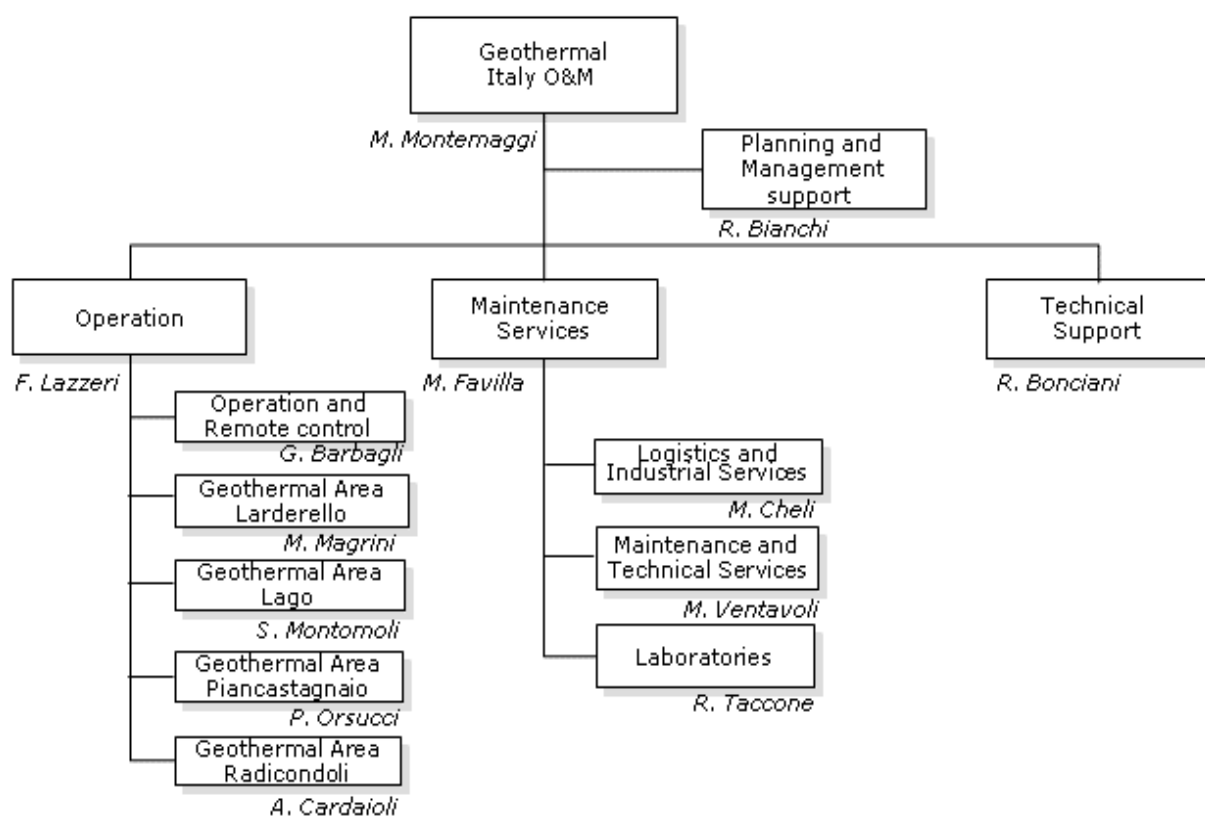 Geothermal
Italy O&M
M. Montemaggi
Planning and
Management
support
R. Bianchi
Operation
F. Lazzeri
Maintenance
Services
M. Favilla
Technical
Support
R. Bonciani
Operation and
Remote control
G. Barbagli
Geothermal Area
Larderello
M. Magrini
Geothermal Area
Lago
S. Montomoli
Geothermal Area
Piancastagnaio
P. Orsucci
Geothermal Area
Radicondoli
A. Cardaioli
Logistics and
Industrial Services
M. Cheli
Maintenance and
Technical Services
M. Ventavoli
Laboratories
R. Taccone